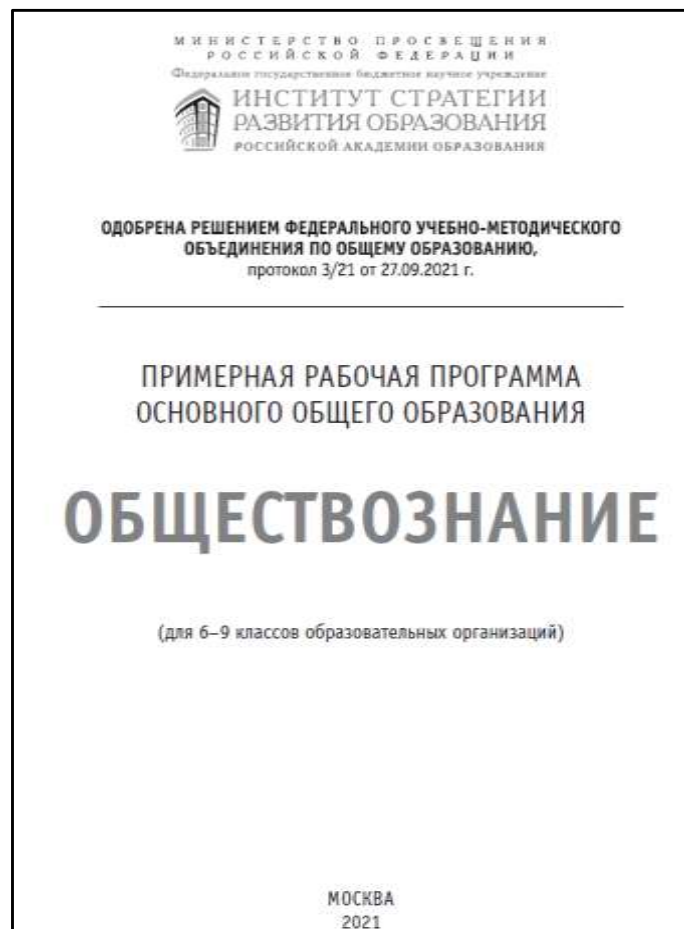 МИНИСТЕРСТВО ПРОСВЕЩЕНИЯ
РОССИЙСКОЙ ФЕДЕРАЦИИ
Федеральное государственное бюджетное научное учреждение
ИНСТИТУТ СТРАТЕГИИ
РАЗВИТИЯ ОБРАЗОВАНИЯ
РОССИЙСКОЙ АКАДЕМИИ ОБРАЗОВАНИЯ
ОДОБРЕНА РЕШЕНИЕМ ФЕДЕРАЛЬНОГО УЧЕБНО-МЕТОДИЧЕСКОГО
ОБЪЕДИНЕНИЯ ПО ОБЩЕМУ ОБРАЗОВАНИЮ,
протокол 3/21 от 27.09.2021 г.
ПРИМЕРНАЯ РАБОЧАЯ ПРОГРАММА
ОСНОВНОГО ОБЩЕГО ОБРАЗОВАНИЯ
ОБЩЕСТВОЗНАНИЕ
(для 6–9 классов образовательных организаций)
МОСКВА
2021